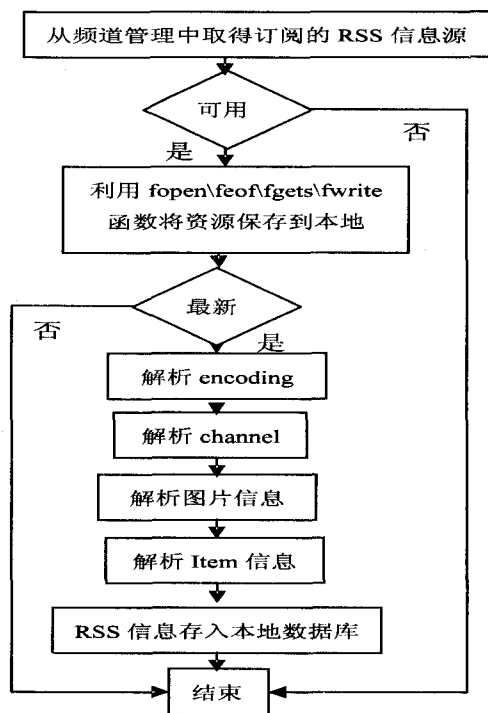 从频道管理中取得订阅的 RSS 信息源
可用
否
是
利用 fopen\feof\fgets\fwrite
函数将资源保存到本地
最新
否
是
解析 encoding
解析 channel
解析图片信息
解析 Item 信息
RSS 信息存入本地数据库
结束